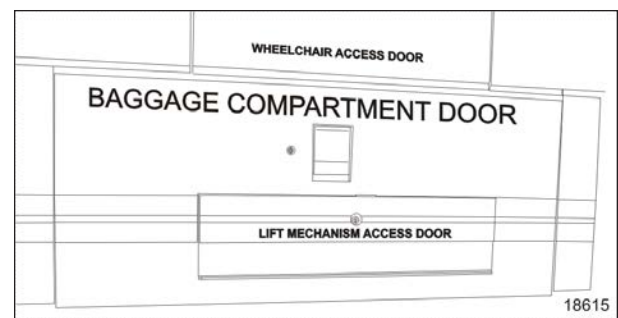 WHEELCHAIR ACCESS DOOR
BAGGAGE COMPARTMENT DOOR
LIFT MECHANISM ACCESS DOOR
18615